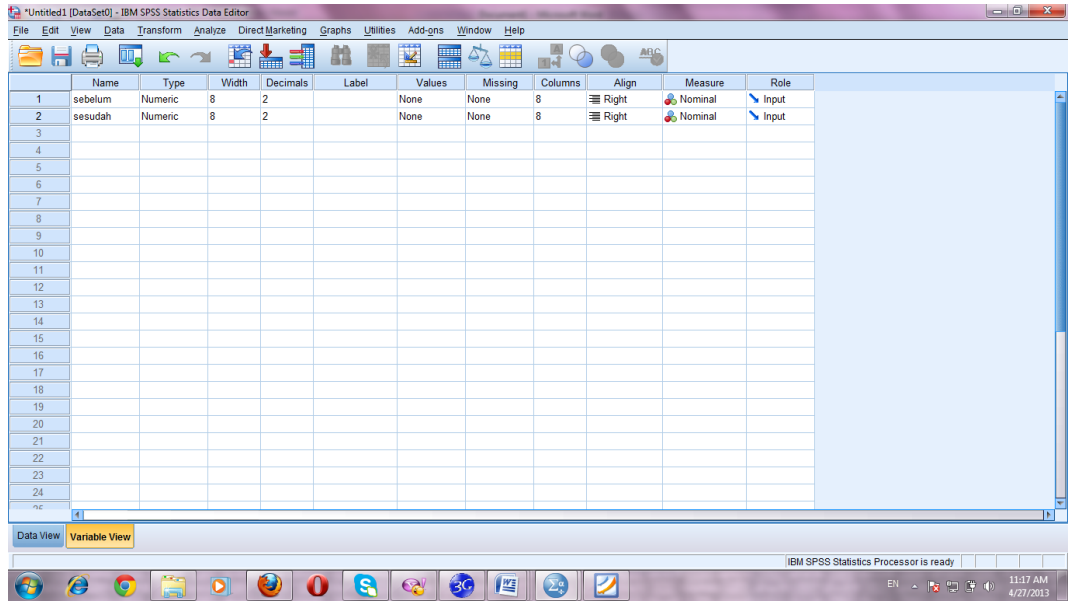 *Untitled1 [DataSet0] - IBM SPSS Statistics Data Editor
File Edit View Data Transform Analyze Direct Marketing Graphs Utilities Add-ons Window Help
Name Type Width Decimals Label Values Missing Columns Align Measure Role
1 sebelum Numeric 8 2 None None 8 Right Nominal Input
2 sesudah Numeric 8 2 None None 8 Right Nominal Input
3
4
5
6
7
8
9
10
11
12
13
14
15
16
17
18
19
20
21
22
23
24
Data View Variable View
IBM SPSS Statistics Processor is ready
EN 11:17 AM
4/27/2013